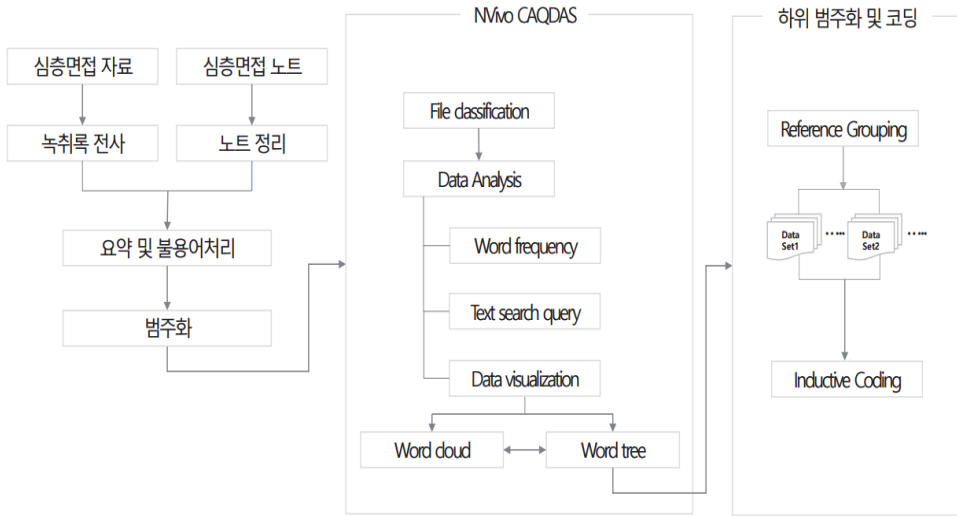 NVivo CAQDAS
하위 범주화 및 코딩
심층면접 자료
심층면접 노트
녹취록 전사
노트 정리
요약 및 불용어처리
범주화
File classification
Data Analysis
Word frequency
Text search query
Data visualization
Word cloud
Word tree
Reference Grouping
Data
Set1
·····
Data
Set2
·····
Inductive Coding